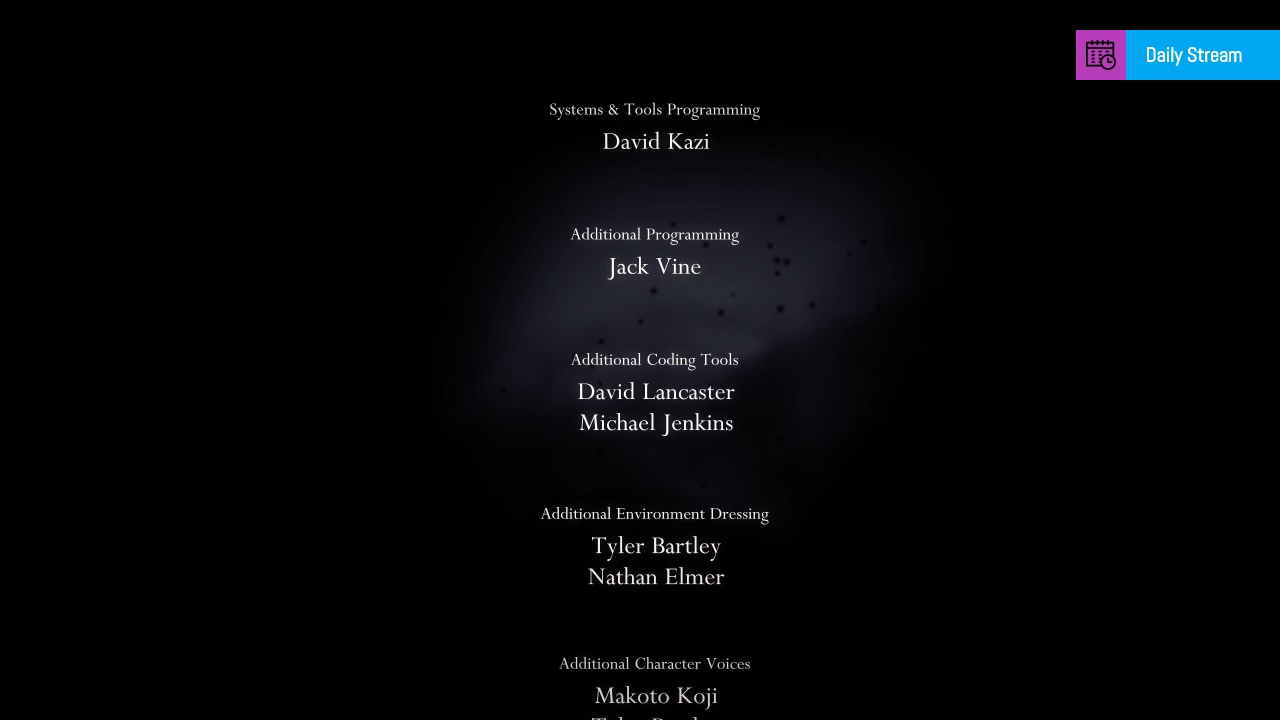 Daily Stream
Systems & Tools Programming
David Kazi
Additional Programming
Jack Vine
Additional Coding Tools
David Lancaster
Michael Jenkins
Additional Environment Dressing
Tyler Bartley
Nathan Elmer
Additional Character Voices
Makoto Koji